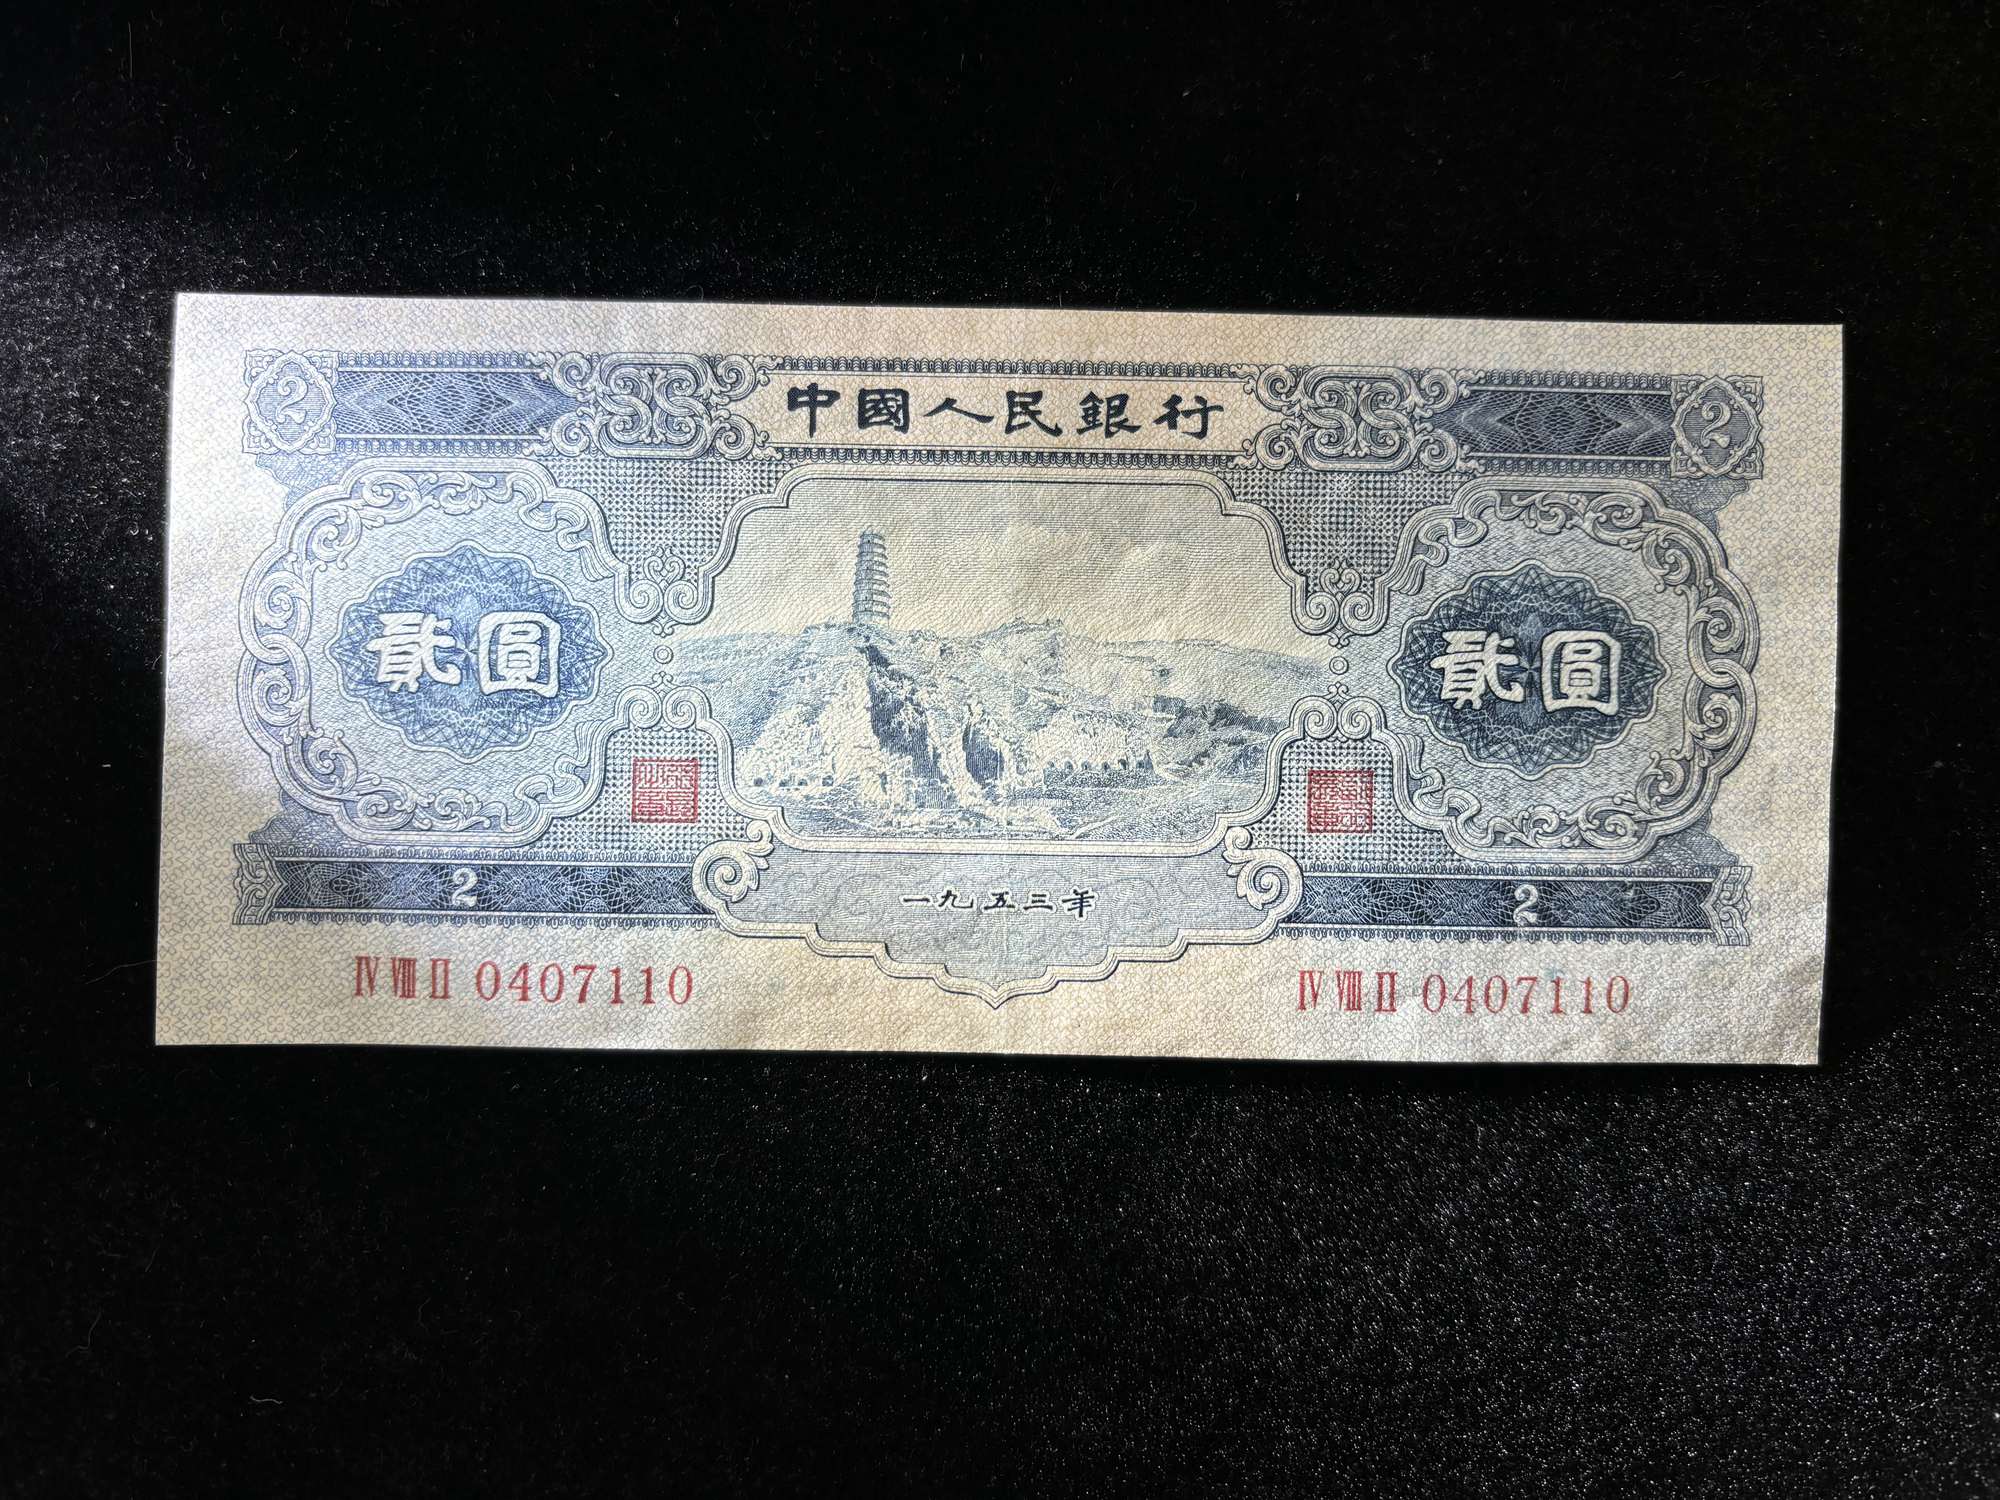 2 中國人民銀行 2
貳圓 貳圓
2 一九五三年 2
IV VIII II 0407110 IV VIII II 0407110